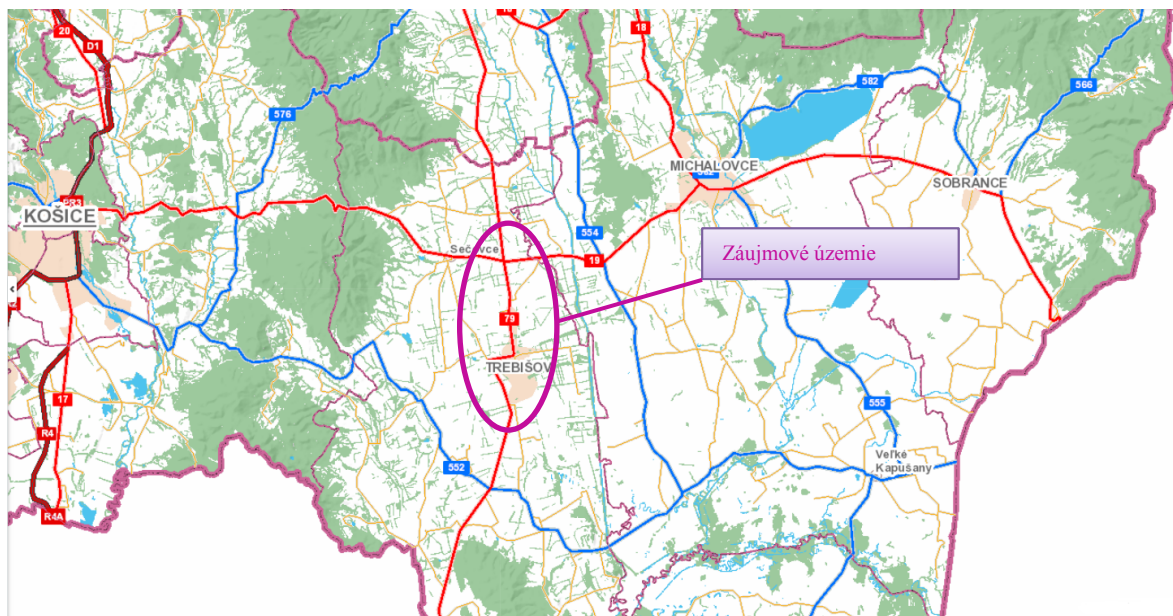 18
20
D1
18
582
566
576
MICHALOVCE
SOBRANCE
PR3
KOŠICE
554
Sečovce
19
Záujmové územie
79
TREBIŠOV
17
555
R4
552
Veľké
Kapušany
R4A